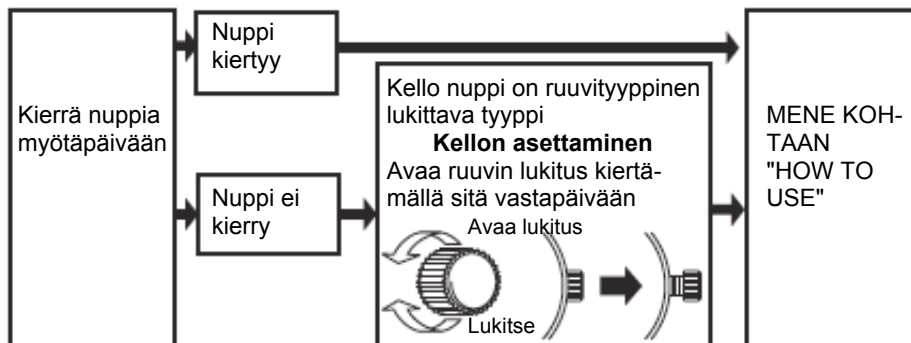 Kierrä nuppia
myötäpäivään
Nuppi
kiertyy
Nuppi ei
kierry
Kello nuppi on ruuvityyppinen
lukittava tyyppi
Kellon asettaminen
Avaa ruuvin lukitus kiertä-
mällä sitä vastapäivään
Avaa lukitus
Lukitse
MENE KOH-
TAAN
"HOW TO
USE"